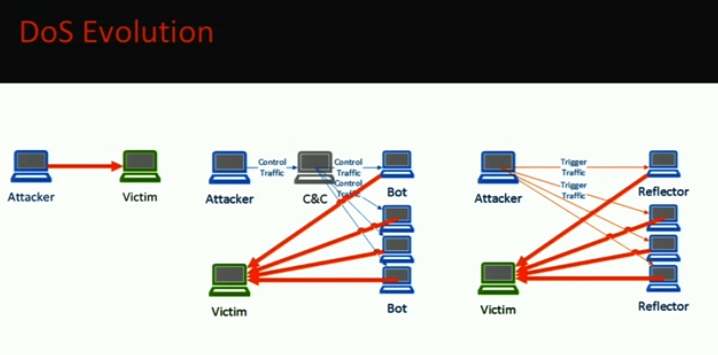 DoS Evolution
Attacker
Victim
Attacker
Control
Traffic
C&C
Control
Traffic
Control
Traffic
Bot
Victim
Bot
Attacker
Trigger
Traffic
Trigger
Traffic
Reflector
Victim
Reflector